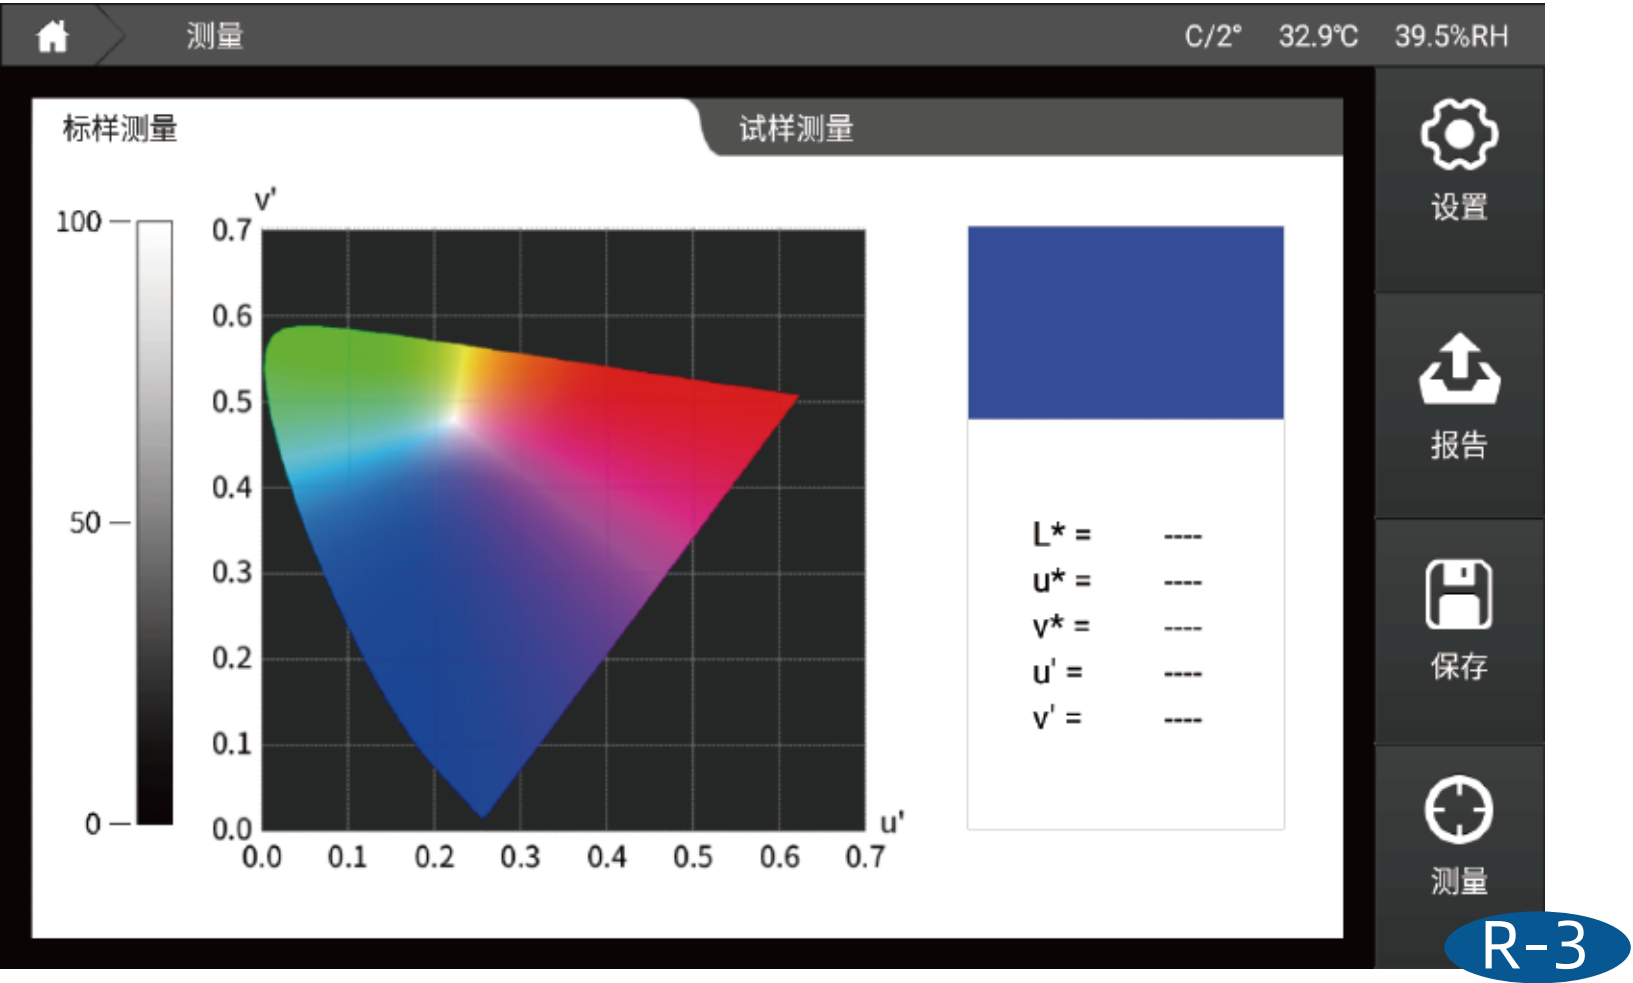 测量
C/2° 32.9℃ 39.5%RH
标样测量
试样测量
设置
报告
保存
测量
100
50
0
v'
0.7
0.6
0.5
0.4
0.3
0.2
0.1
0.0
0.0 0.1 0.2 0.3 0.4 0.5 0.6 0.7
u'
L* = ----
u* = ----
v* = ----
u' = ----
v' = ----
R-3